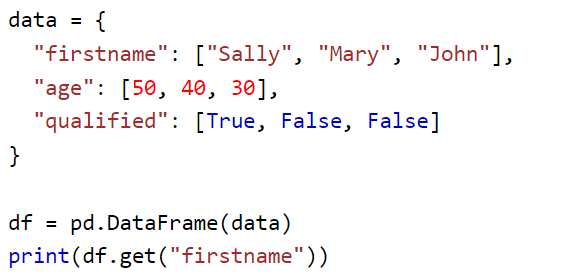 data = {
  "firstname": ["Sally", "Mary", "John"],
  "age": [50, 40, 30],
  "qualified": [True, False, False]
}

df = pd.DataFrame(data)
print(df.get("firstname"))